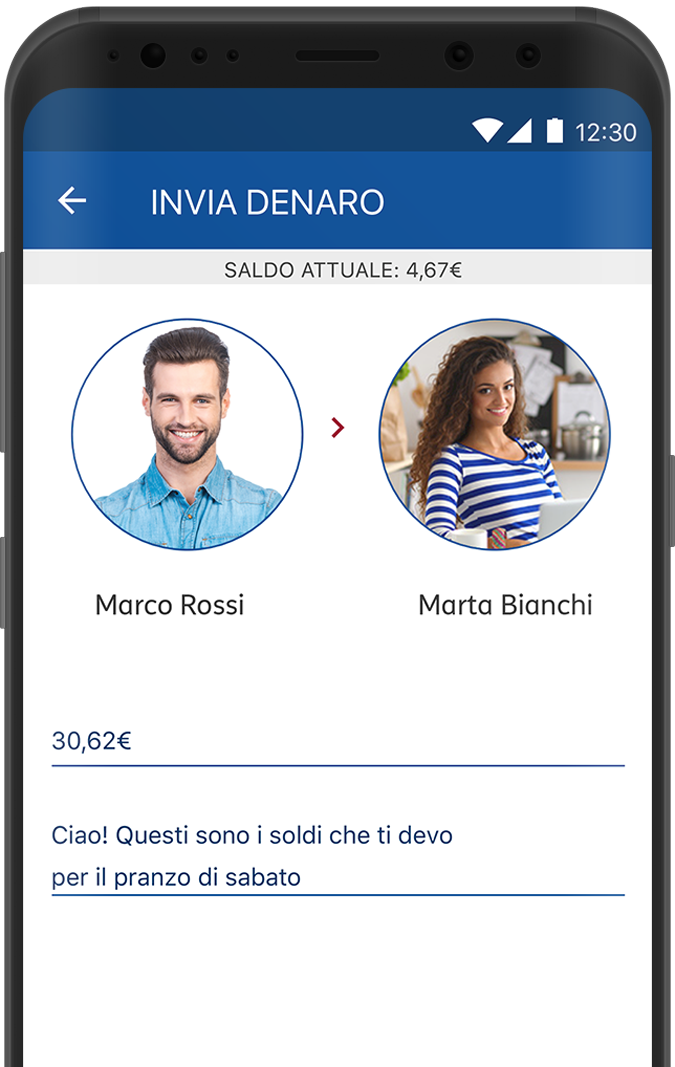 12:30
INVIA DENARO
SALDO ATTUALE: 4,67€
Marco Rossi
Marta Bianchi
30,62€
Ciao! Questi sono i soldi che ti devo
per il pranzo di sabato